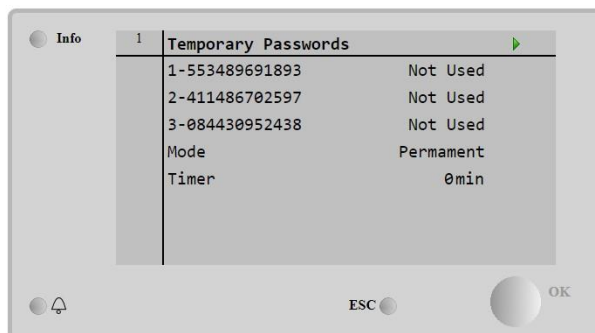 Info
1 Temporary Passwords
1-553489691893 Not Used
2-411486702597 Not Used
3-084430952438 Not Used
Mode Permament
Timer 0min
ESC OK